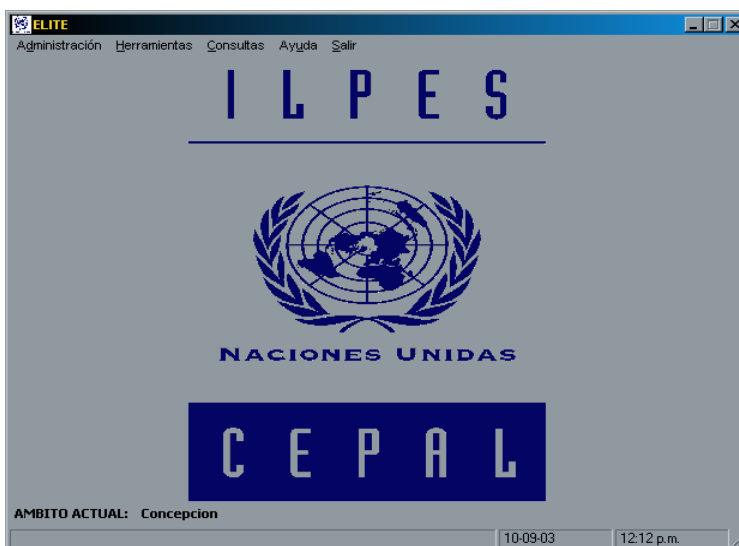 ELITE
Administración Herramientas Consultas Ayuda Salir
ILPES
NACIONES UNIDAS
CEPAL
AMBITO ACTUAL: Concepcion
10-09-03 12:12 p.m.